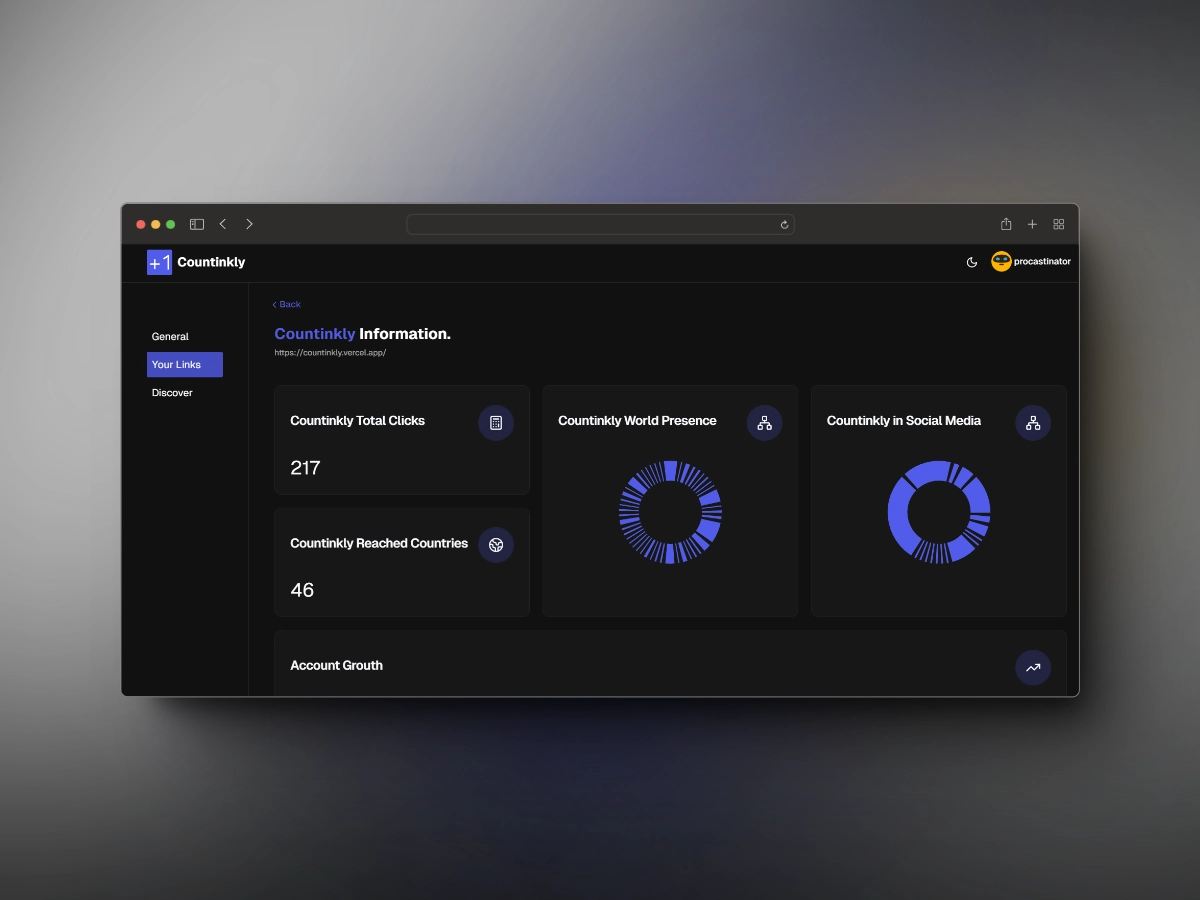 +1 Countinkly
procastinator
General
Your Links
Discover
Back
Countinkly Information.
https://countinkly.vercel.app/
Countinkly Total Clicks
217
Countinkly Reached Countries
46
Countinkly World Presence
Countinkly in Social Media
Account Grouth